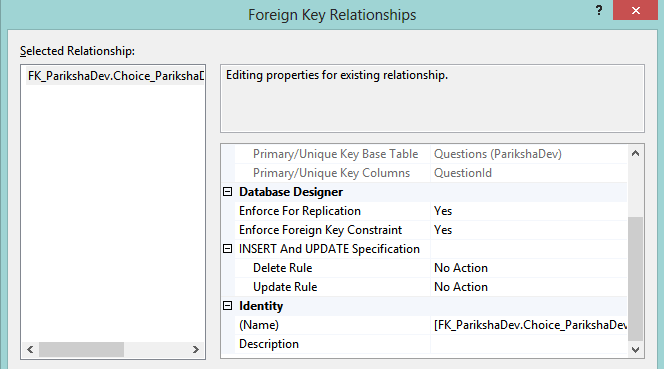 Foreign Key Relationships
? ×
Selected Relationship:
FK_ParikshaDev.Choice_ParikshaD
Editing properties for existing relationship.
Primary/Unique Key Base Table Questions (ParikshaDev)
Primary/Unique Key Columns QuestionId
Database Designer
Enforce For Replication Yes
Enforce Foreign Key Constraint Yes
INSERT And UPDATE Specification
Delete Rule No Action
Update Rule No Action
Identity
(Name) [FK_ParikshaDev.Choice_ParikshaDev
Description